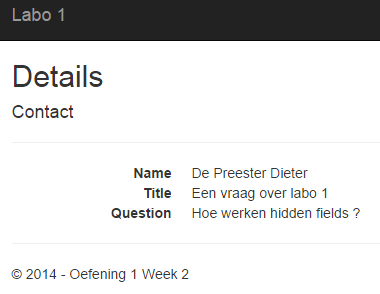 Labo 1
Details
Contact
Name De Preester Dieter
Title Een vraag over labo 1
Question Hoe werken hidden fields ?
© 2014 - Oefening 1 Week 2